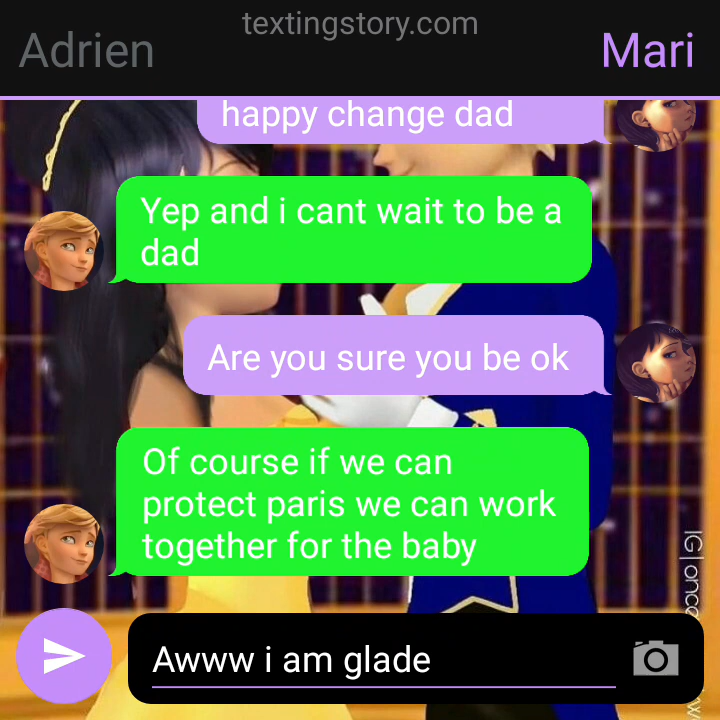 textingstory.com
Adrien
Mari
happy change dad
Yep and i cant wait to be a
dad
Are you sure you be ok
Of course if we can
protect paris we can work
together for the baby
IG|
Awww i am glade